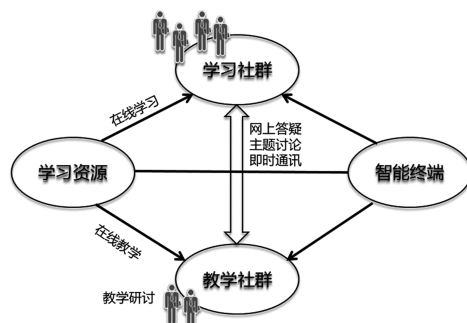 学习社群
在线学习
网上答疑
主题讨论
即时通讯
学习资源
智能终端
在线教学
教学社群
教学研讨